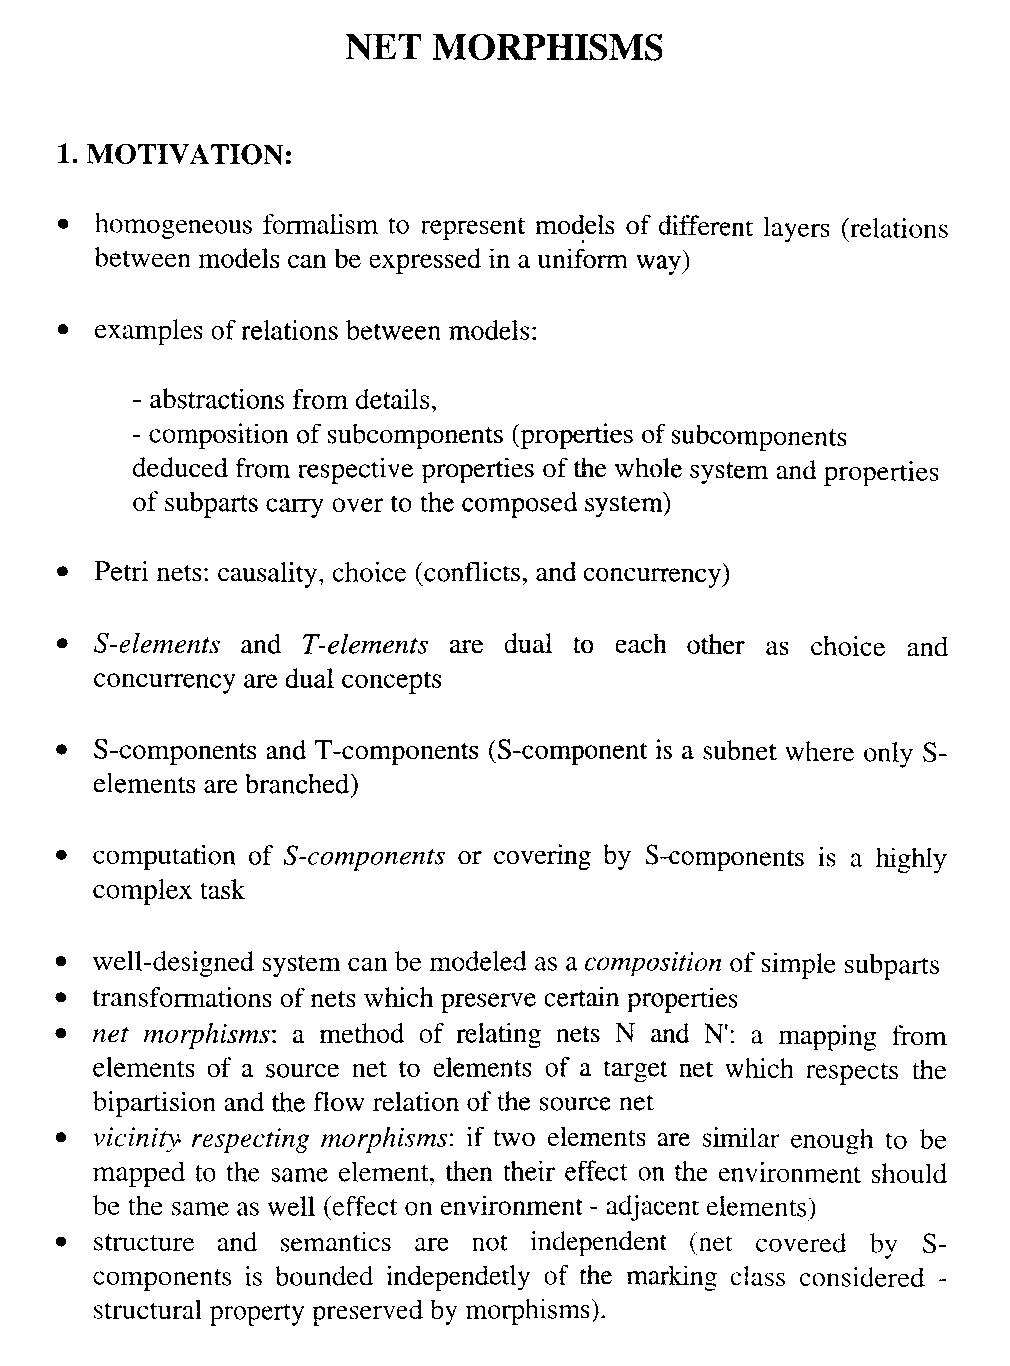 NET MORPHISMS
1. MOTIVATION:
• homogeneous formalism to represent models of different layers (relations
between models can be expressed in a uniform way)
• examples of relations between models:
- abstractions from details,
- composition of subcomponents (properties of subcomponents
deduced from respective properties of the whole system and properties
of subparts carry over to the composed system)
• Petri nets: causality, choice (conflicts, and concurrency)
• S-elements and T-elements are dual to each other as choice and
concurrency are dual concepts
• S-components and T-components (S-component is a subnet where only S-
elements are branched)
• computation of S-components or covering by S-components is a highly
complex task
• well-designed system can be modeled as a composition of simple subparts
• transformations of nets which preserve certain properties
• net morphisms: a method of relating nets N and N': a mapping from
elements of a source net to elements of a target net which respects the
bipartision and the flow relation of the source net
• vicinity respecting morphisms: if two elements are similar enough to be
mapped to the same element, then their effect on the environment should
be the same as well (effect on environment - adjacent elements)
• structure and semantics are not independent (net covered by S-
components is bounded independetly of the marking class considered -
structural property preserved by morphisms).